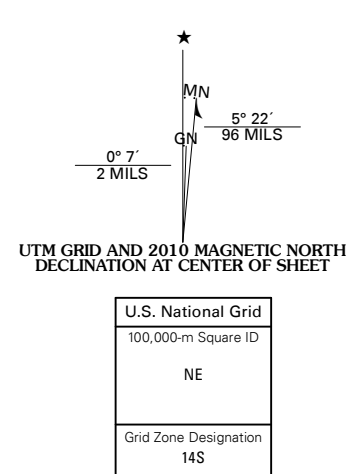 ★
MN
GN
5° 22´
96 MILS
0° 7´
2 MILS
UTM GRID AND 2010 MAGNETIC NORTH
DECLINATION AT CENTER OF SHEET
U.S. National Grid
100,000-m Square ID
NE
Grid Zone Designation
14S